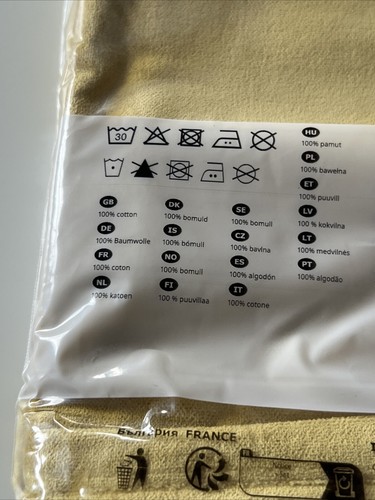 30
HU
100% pamut
PL
100% bawełna
ET
100% puuvill
LV
100% kokvilna
LT
100% medvilnės
PT
100% algodão
GB
100% cotton
DE
100% Baumwolle
FR
100% coton
NL
100% katoen
DK
100% bomuld
IS
100% bómull
NO
100% bomull
FI
100 % puuvillaa
SE
100% bomull
CZ
100% bavlna
ES
100% algodón
IT
100% cotone
България FRANCE